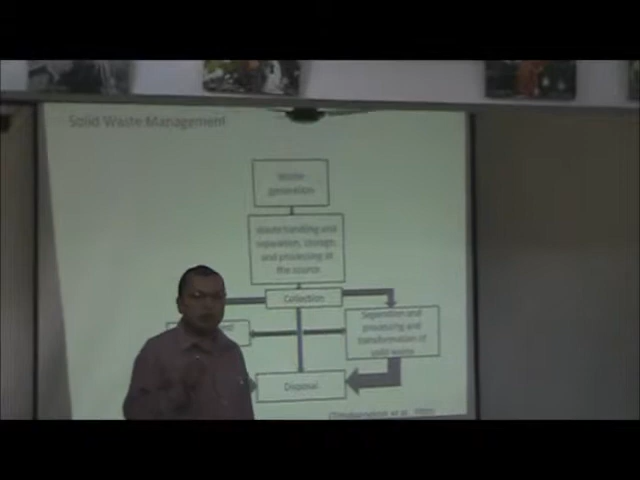 Solid Waste Management
Waste
generation
Waste handling and
separation, storage,
and processing at
the source
Collection
Separation and
processing and
transformation of
solid waste
Disposal